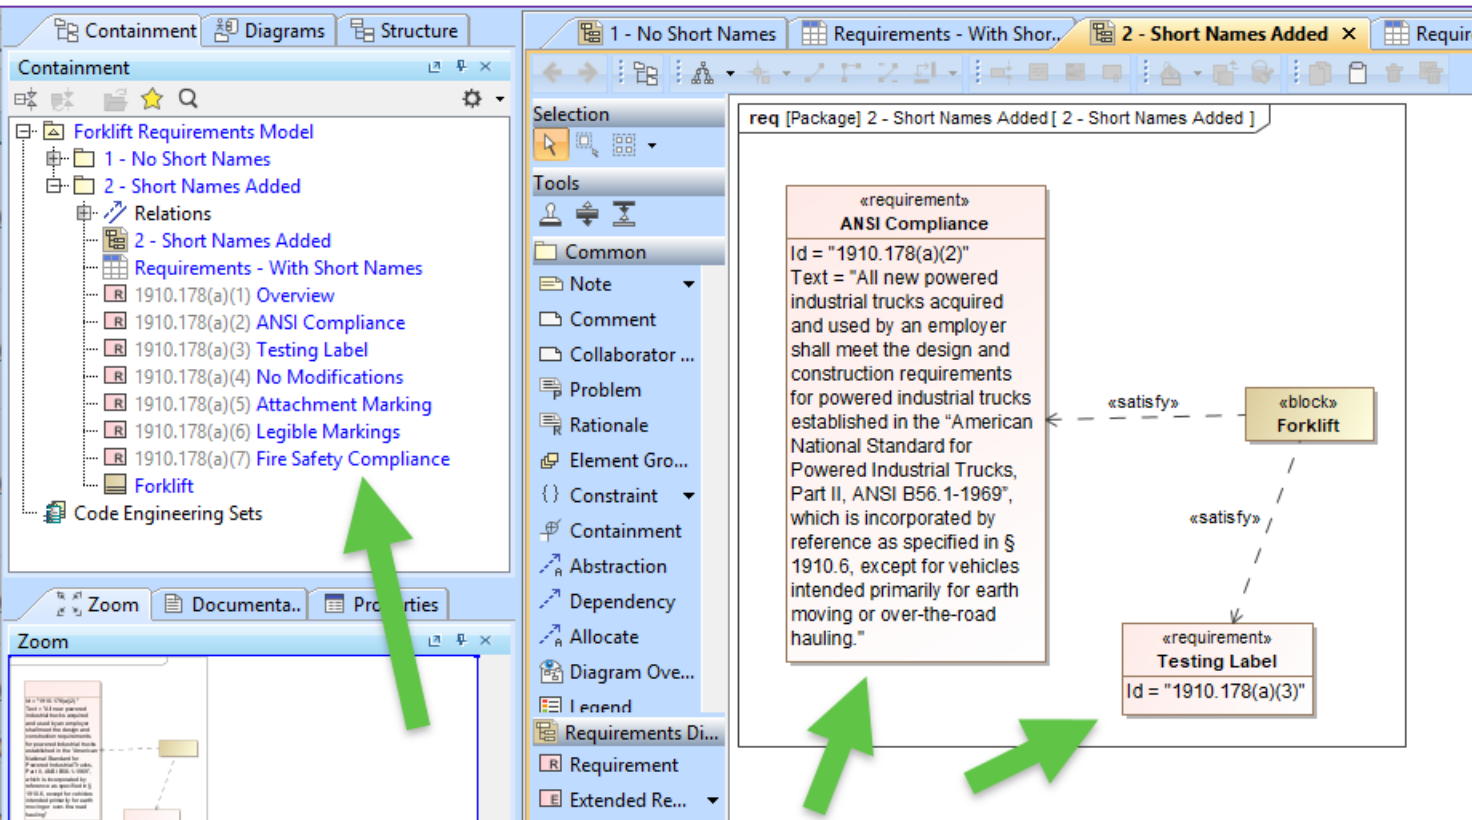 Containment
Diagrams
Structure
Containment
Forklift Requirements Model
1 - No Short Names
2 - Short Names Added
Relations
2 - Short Names Added
Requirements - With Short Names
1910.178(a)(1) Overview
1910.178(a)(2) ANSI Compliance
1910.178(a)(3) Testing Label
1910.178(a)(4) No Modifications
1910.178(a)(5) Attachment Marking
1910.178(a)(6) Legible Markings
1910.178(a)(7) Fire Safety Compliance
Forklift
Code Engineering Sets
Zoom
Documenta..
Zoom
1 - No Short Names
Requirements - With Shor..
2 - Short Names Added
Requir
Selection
Tools
Common
Note
Comment
Collaborator ...
Problem
Rationale
Element Gro...
Constraint
Containment
Abstraction
Dependency
Allocate
Diagram Ove...
Legend
Requirements Di...
Requirement
Extended Re...
req [Package] 2 - Short Names Added [ 2 - Short Names Added ]
«requirement»
ANSI Compliance
Id = "1910.178(a)(2)"
Text = "All new powered
industrial trucks acquired
and used by an employer
shall meet the design and
construction requirements
for powered industrial trucks
established in the “American
National Standard for
Powered Industrial Trucks,
Part II, ANSI B56.1-1969”,
which is incorporated by
reference as specified in §
1910.6, except for vehicles
intended primarily for earth
moving or over-the-road
hauling."
«satisfy»
«block»
Forklift
«satisfy»
«requirement»
Testing Label
Id = "1910.178(a)(3)"